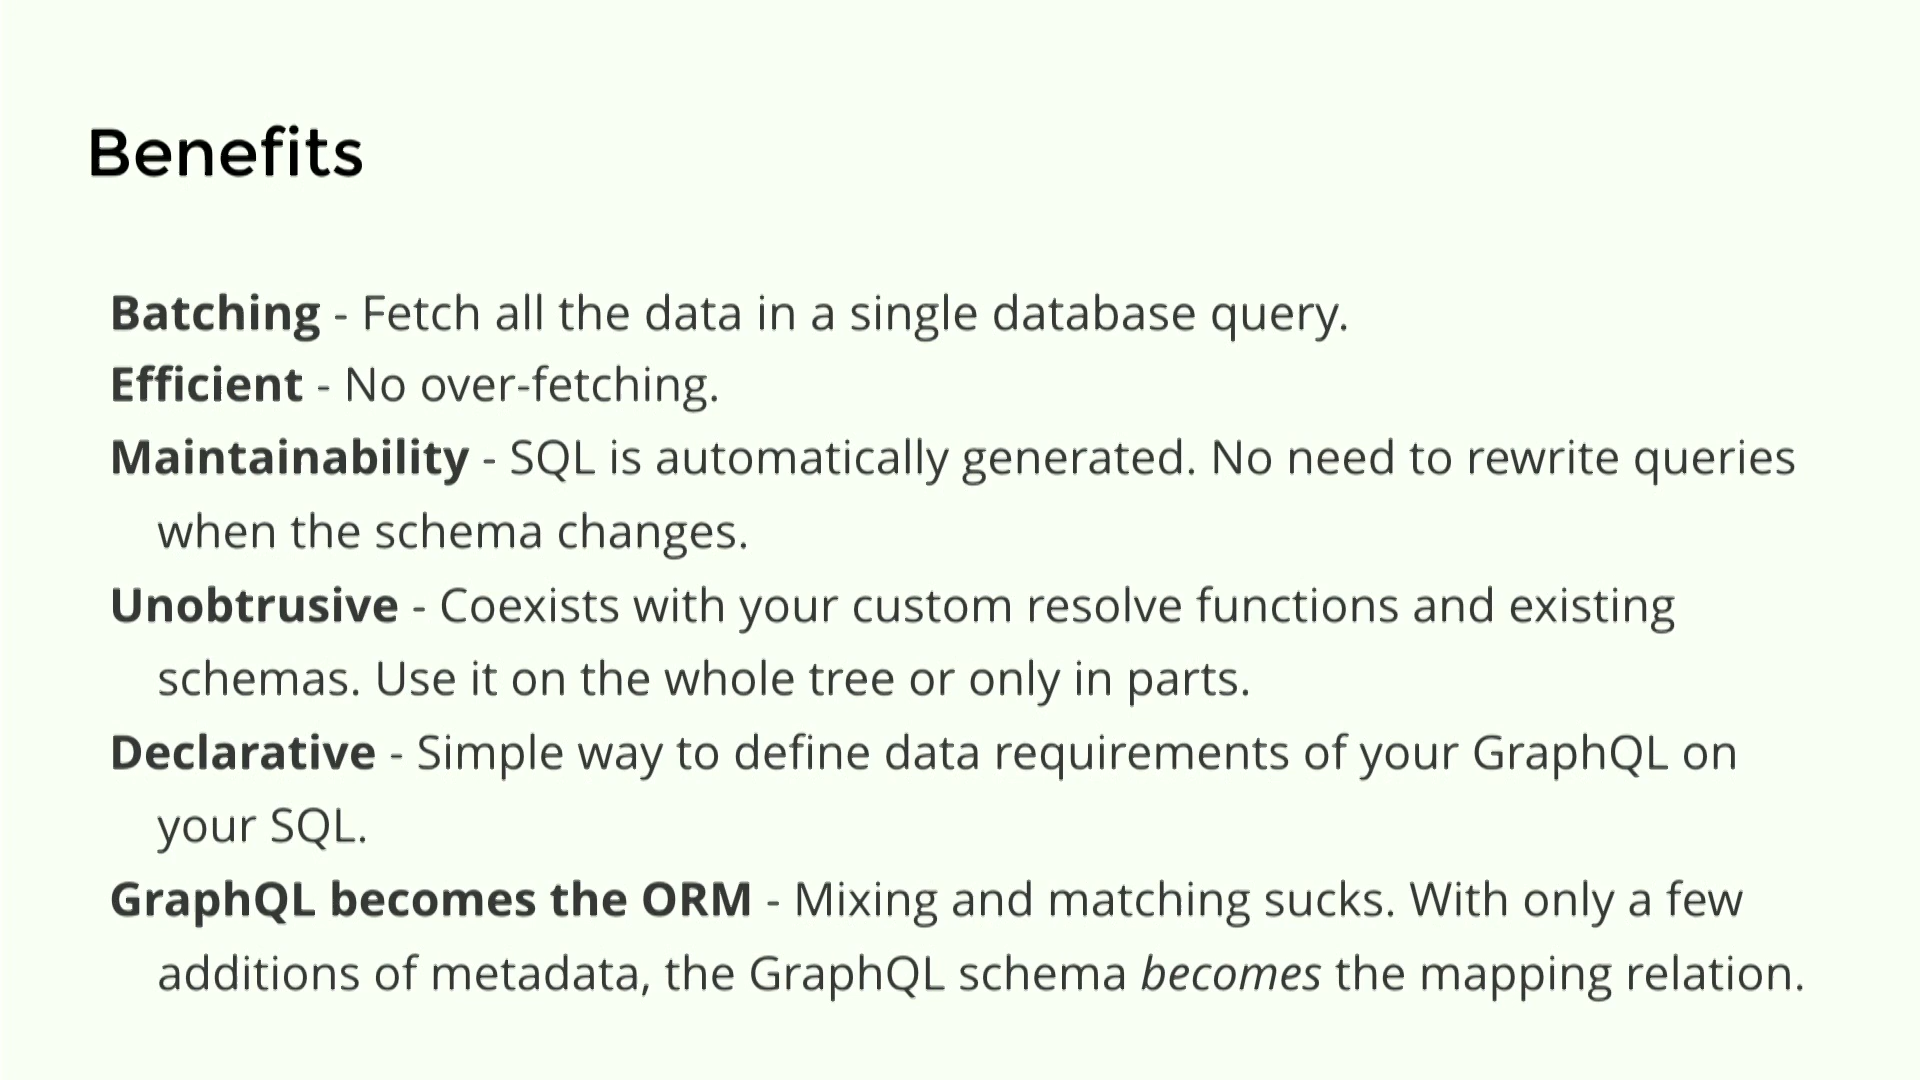 Benefits
Batching - Fetch all the data in a single database query.
Efficient - No over-fetching.
Maintainability - SQL is automatically generated. No need to rewrite queries
when the schema changes.
Unobtrusive - Coexists with your custom resolve functions and existing
schemas. Use it on the whole tree or only in parts.
Declarative - Simple way to define data requirements of your GraphQL on
your SQL.
GraphQL becomes the ORM - Mixing and matching sucks. With only a few
additions of metadata, the GraphQL schema becomes the mapping relation.